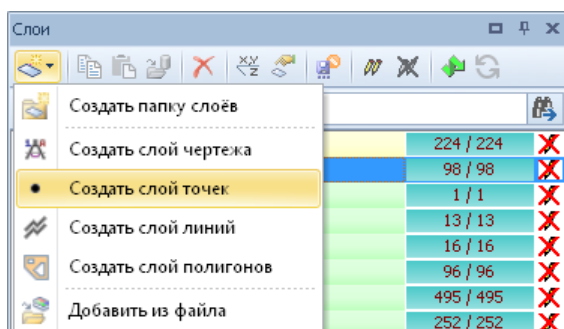 Слои
Создать папку слоёв
Создать слой чертежа
224 / 224
98 / 98
Создать слой точек
1 / 1
13 / 13
Создать слой линий
16 / 16
Создать слой полигонов
96 / 96
495 / 495
Добавить из файла
252 / 252